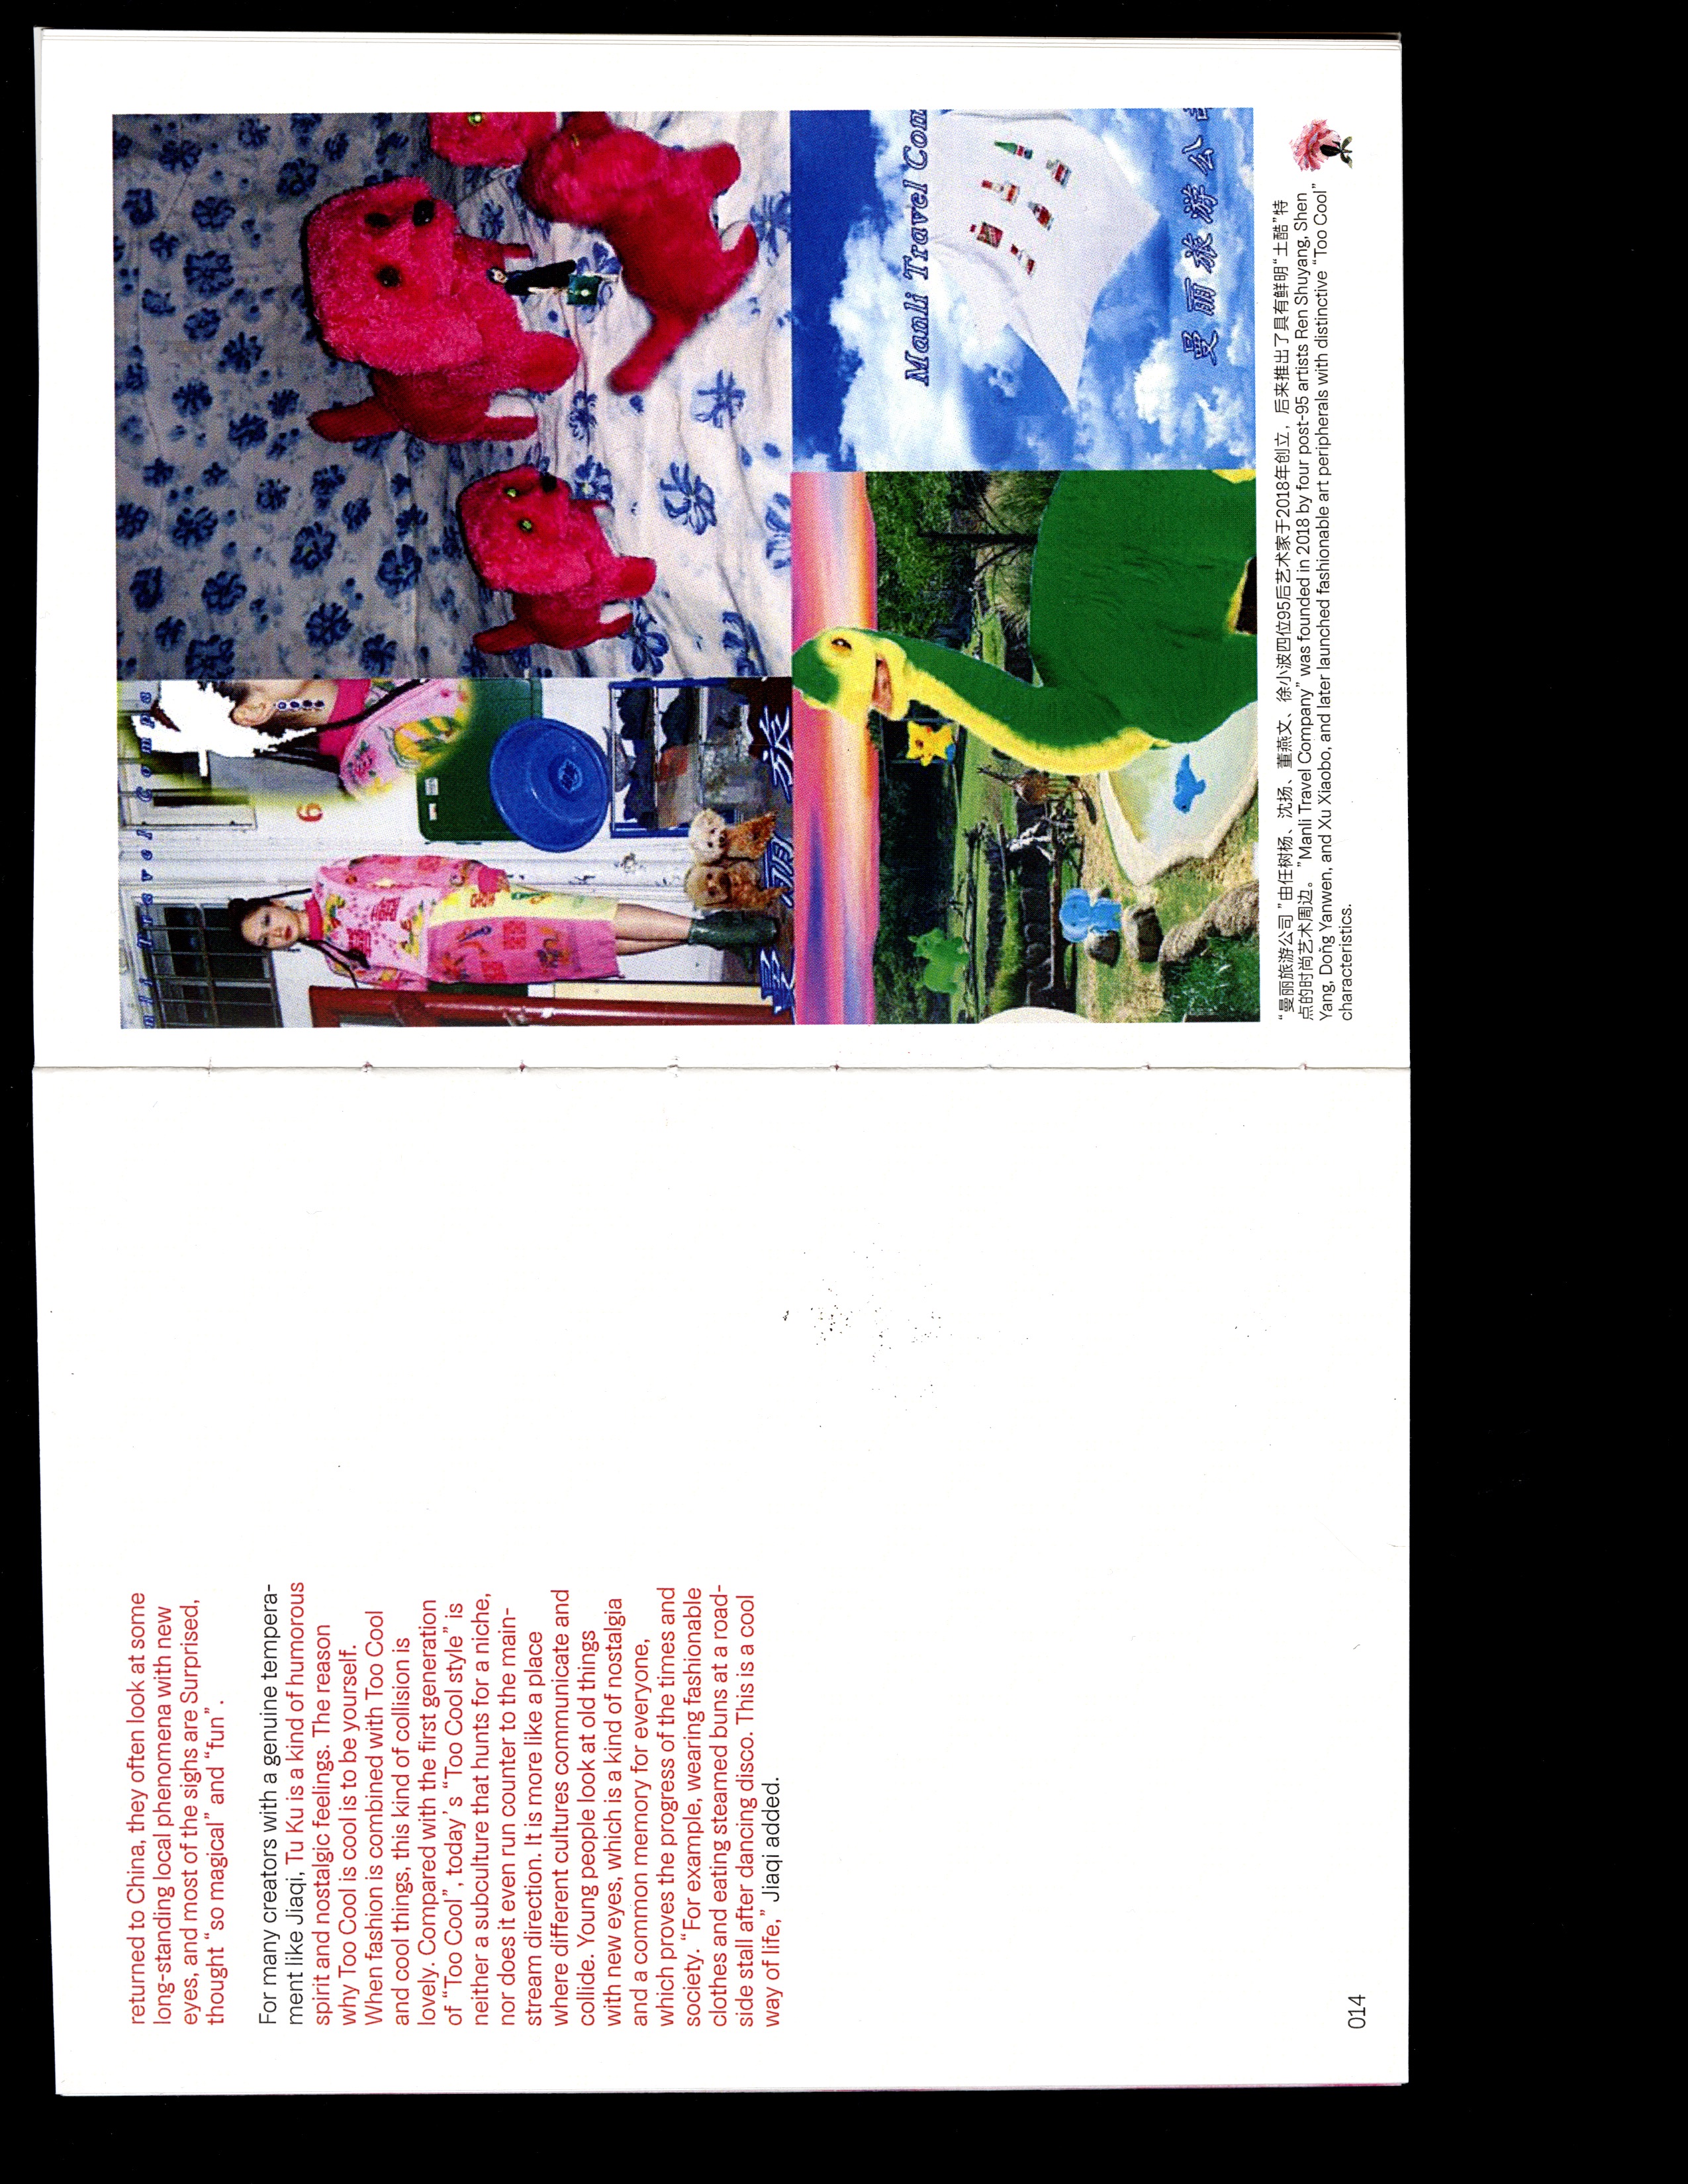 returned to China, they often look at some
long-standing local phenomena with new
eyes, and most of the sighs are Surprised,
thought “so magical” and “fun”.
For many creators with a genuine tempera-
ment like Jiaqi, Tu Ku is a kind of humorous
spirit and nostalgic feelings. The reason
why Too Cool is cool is to be yourself.
When fashion is combined with Too Cool
and cool things, this kind of collision is
lovely. Compared with the first generation
of “Too Cool”, today’s “Too Cool style” is
neither a subculture that hunts for a niche,
nor does it even run counter to the main-
stream direction. It is more like a place
where different cultures communicate and
collide. Young people look at old things
with new eyes, which is a kind of nostalgia
and a common memory for everyone,
which proves the progress of the times and
society. “For example, wearing fashionable
clothes and eating steamed buns at a road-
side stall after dancing disco. This is a cool
way of life,” Jiaqi added.
014
nli Travel Compa
6
曼丽旅
Manli Travel Com
曼丽旅游公司
“曼丽旅游公司 ”由任树杨、沈扬、董燕文、徐小波四位95后艺术家于2018年创立，后来推出了具有鲜明“土酷”特
点的时尚艺术周边。 ”Manli Travel Company” was founded in 2018 by four post-95 artists Ren Shuyang, Shen
Yang, Dong Yanwen, and Xu Xiaobo, and later launched fashionable art peripherals with distinctive “Too Cool”
characteristics.